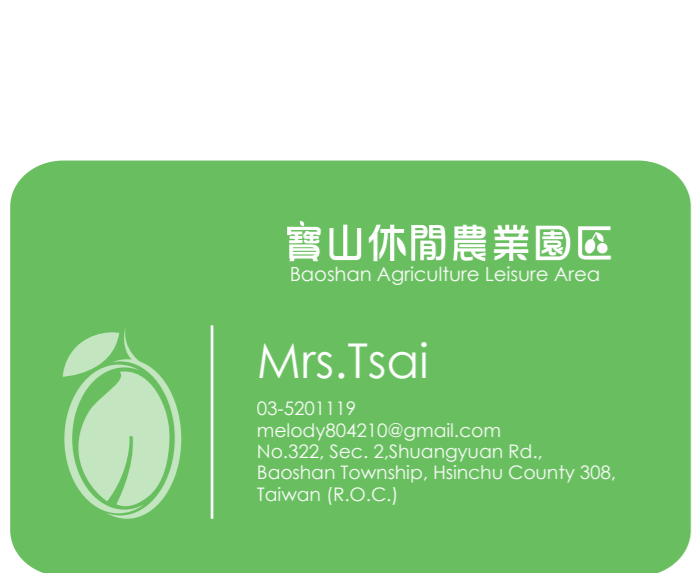 寶山休閒農業園區
Baoshan Agriculture Leisure Area
Mrs.Tsai
03-5201119
melody804210@gmail.com
No.322, Sec. 2,Shuangyuan Rd.,
Baoshan Township, Hsinchu County 308,
Taiwan (R.O.C.)